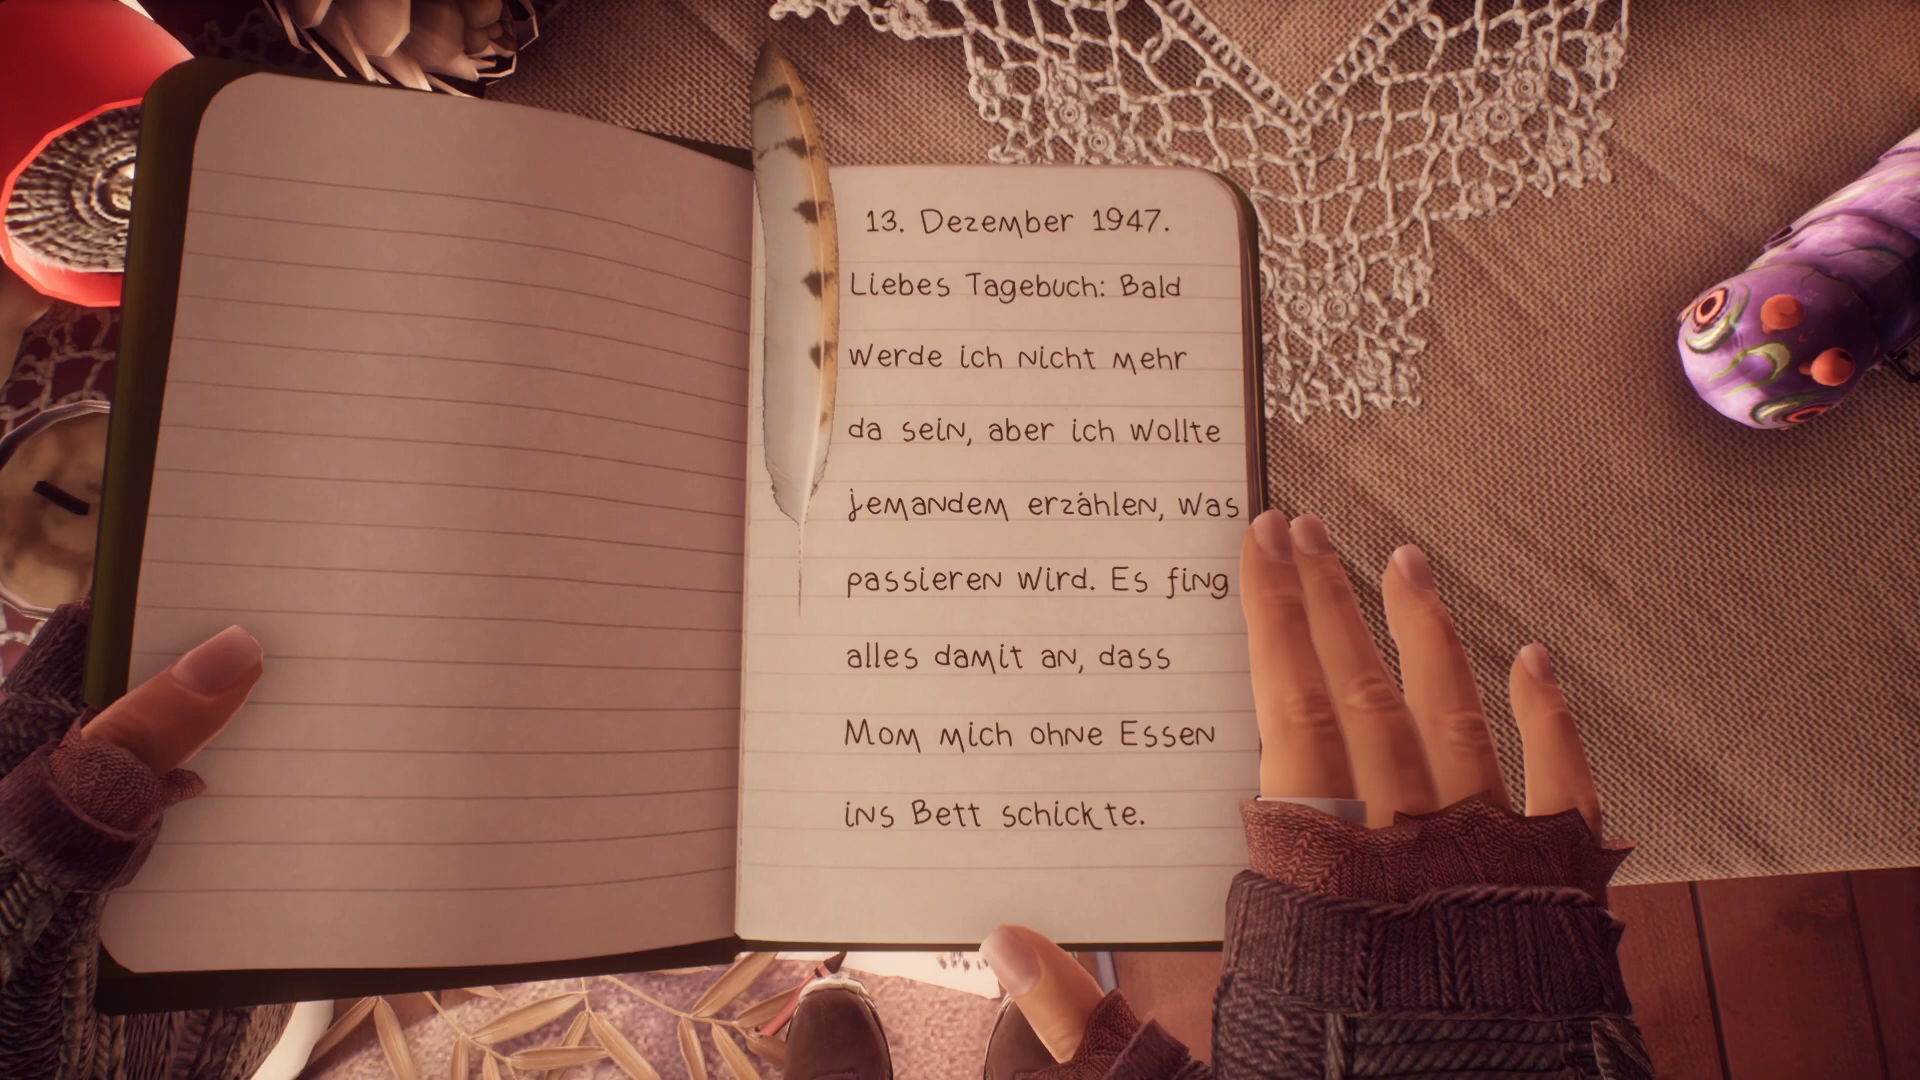 13. Dezember 1947.
Liebes Tagebuch: Bald
werde ich nicht mehr
da sein, aber ich wollte
jemandem erzählen, was
passieren wird. Es fing
alles damit an, dass
Mom mich ohne Essen
ins Bett schickte.